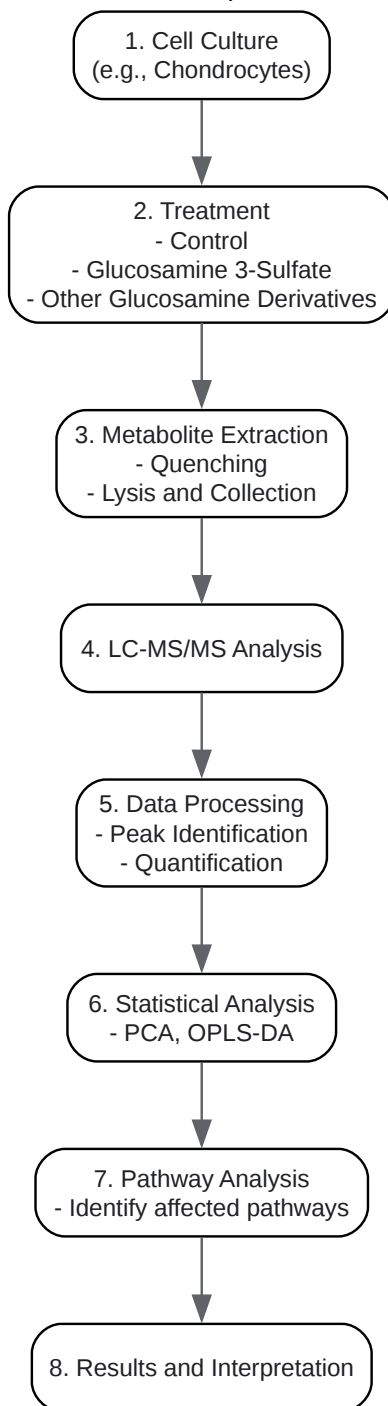 1. Cell Culture
(e.g., Chondrocytes)
2. Treatment
- Control
- Glucosamine 3-Sulfate
- Other Glucosamine Derivatives
3. Metabolite Extraction
- Quenching
- Lysis and Collection
4. LC-MS/MS Analysis
5. Data Processing
- Peak Identification
- Quantification
6. Statistical Analysis
- PCA, OPLS-DA
7. Pathway Analysis
- Identify affected pathways
8. Results and Interpretation